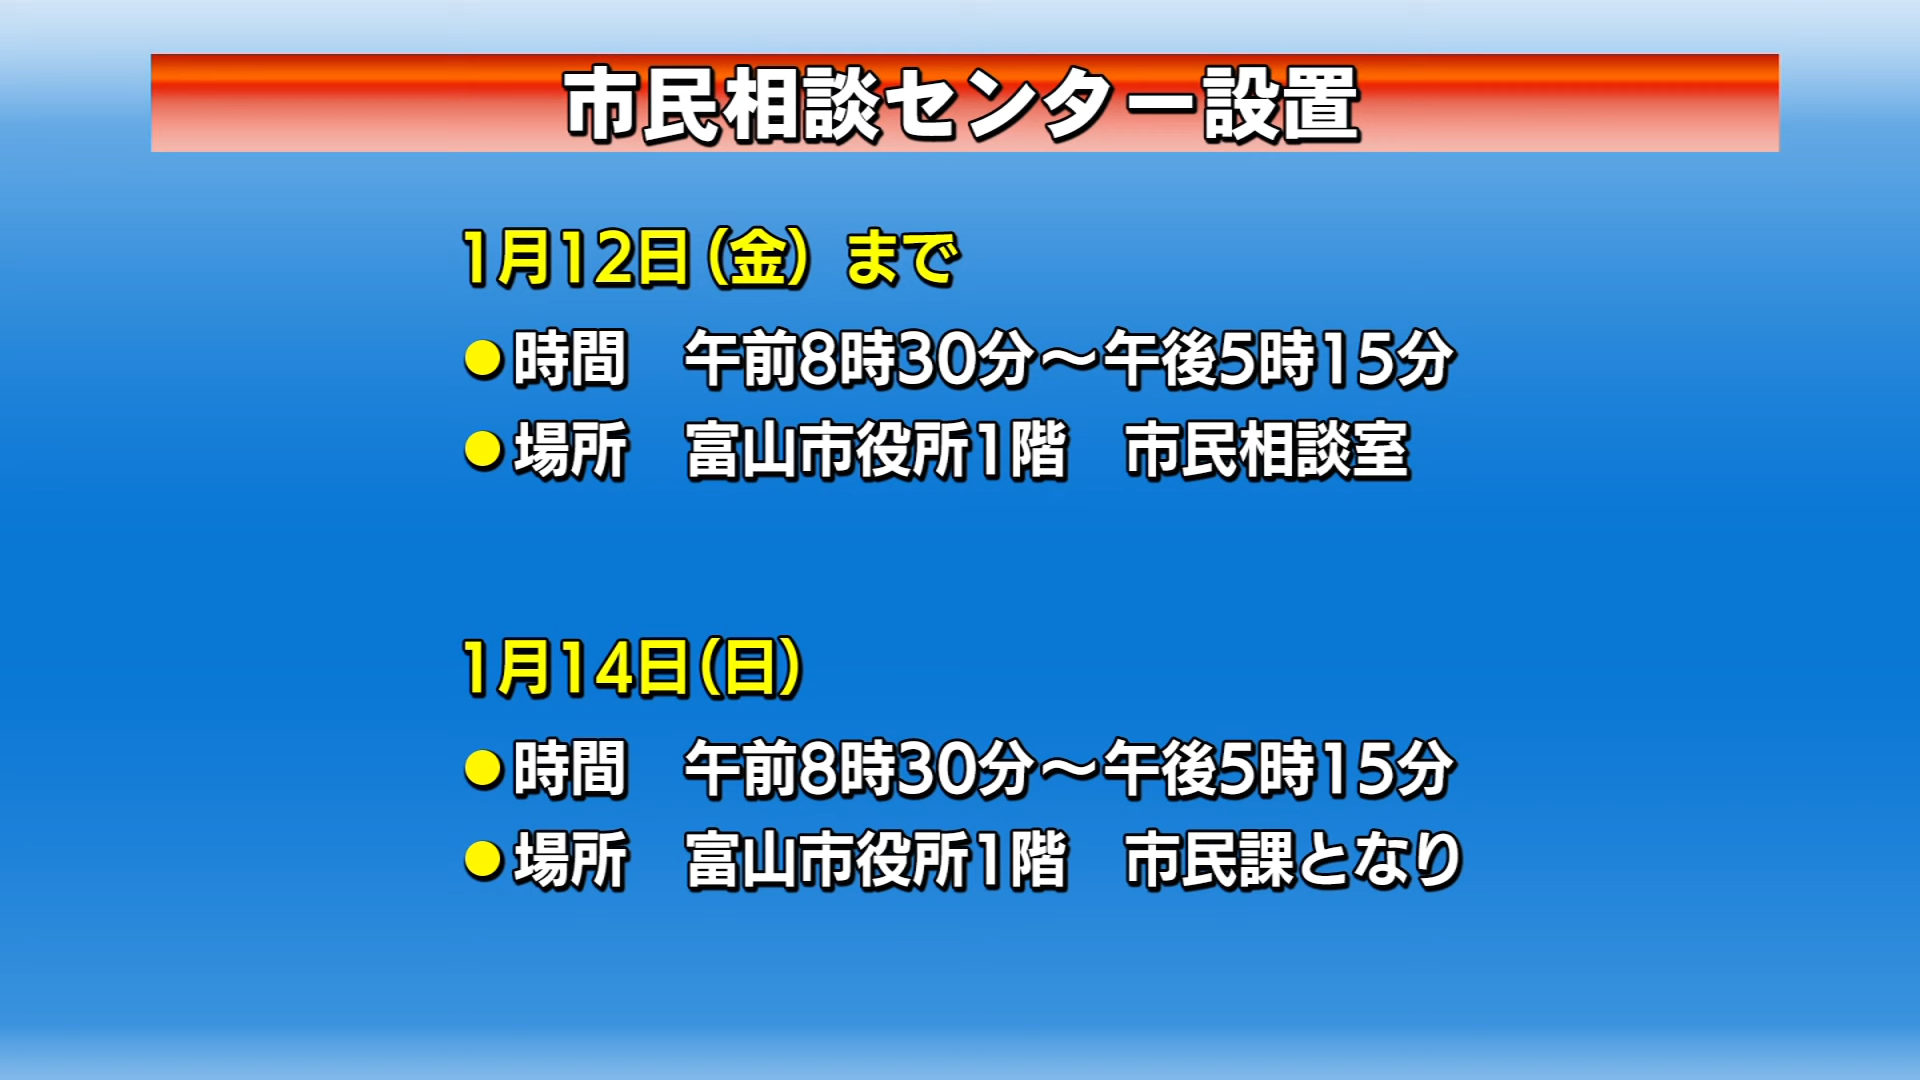 市民相談センター設置
1月12日（金）まで
●時間　午前8時30分～午後5時15分
●場所　富山市役所1階　市民相談室
1月14日（日）
●時間　午前8時30分～午後5時15分
●場所　富山市役所1階　市民課となり